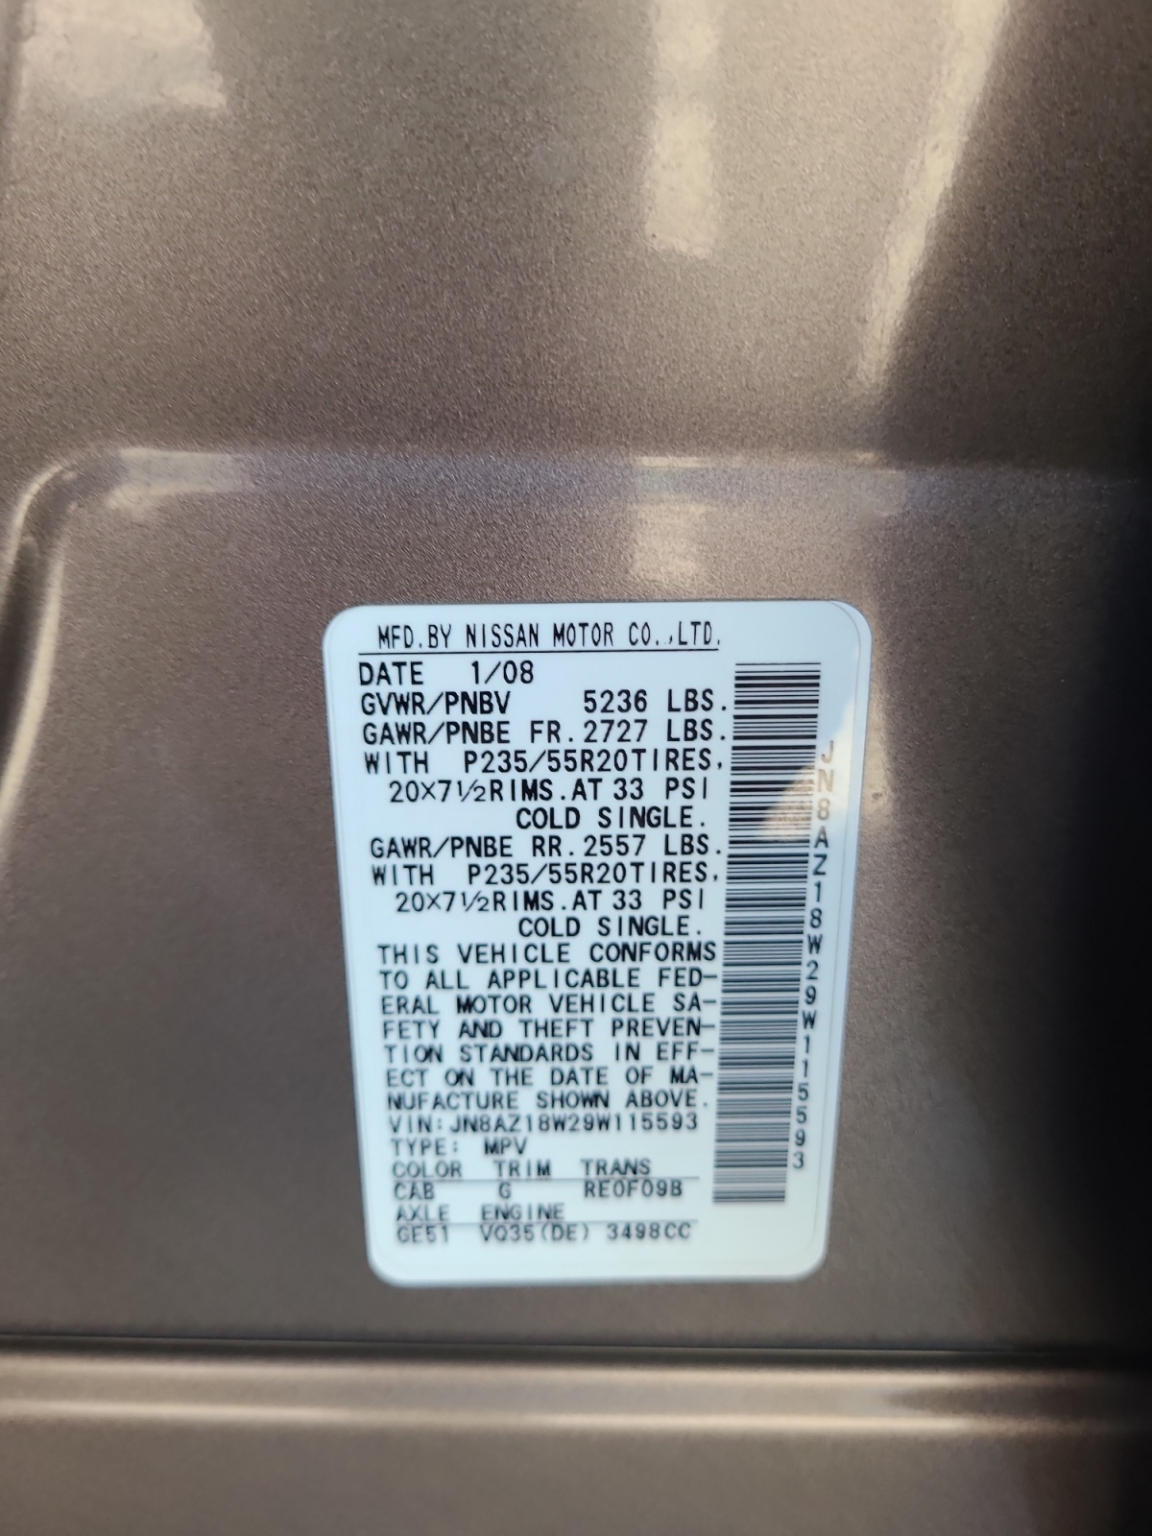 MFD.BY NISSAN MOTOR CO.,LTD.
DATE 1/08
GVWR/PNBV 5236 LBS.
GAWR/PNBE FR.2727 LBS.
WITH P235/55R20TIRES,
20×7½RIMS.AT 33 PSI
COLD SINGLE.
GAWR/PNBE RR.2557 LBS.
WITH P235/55R20TIRES,
20×7½RIMS.AT 33 PSI
COLD SINGLE.
THIS VEHICLE CONFORMS
TO ALL APPLICABLE FED-
ERAL MOTOR VEHICLE SA-
FETY AND THEFT PREVEN-
TION STANDARDS IN EFF-
ECT ON THE DATE OF MA-
NUFACTURE SHOWN ABOVE.
VIN:JN8AZ18W29W115593
TYPE: MPV
COLOR TRIM TRANS
CAB G RE0F09B
AXLE ENGINE
GE51 VQ35(DE) 3498CC
JN8AZ18W29W115593